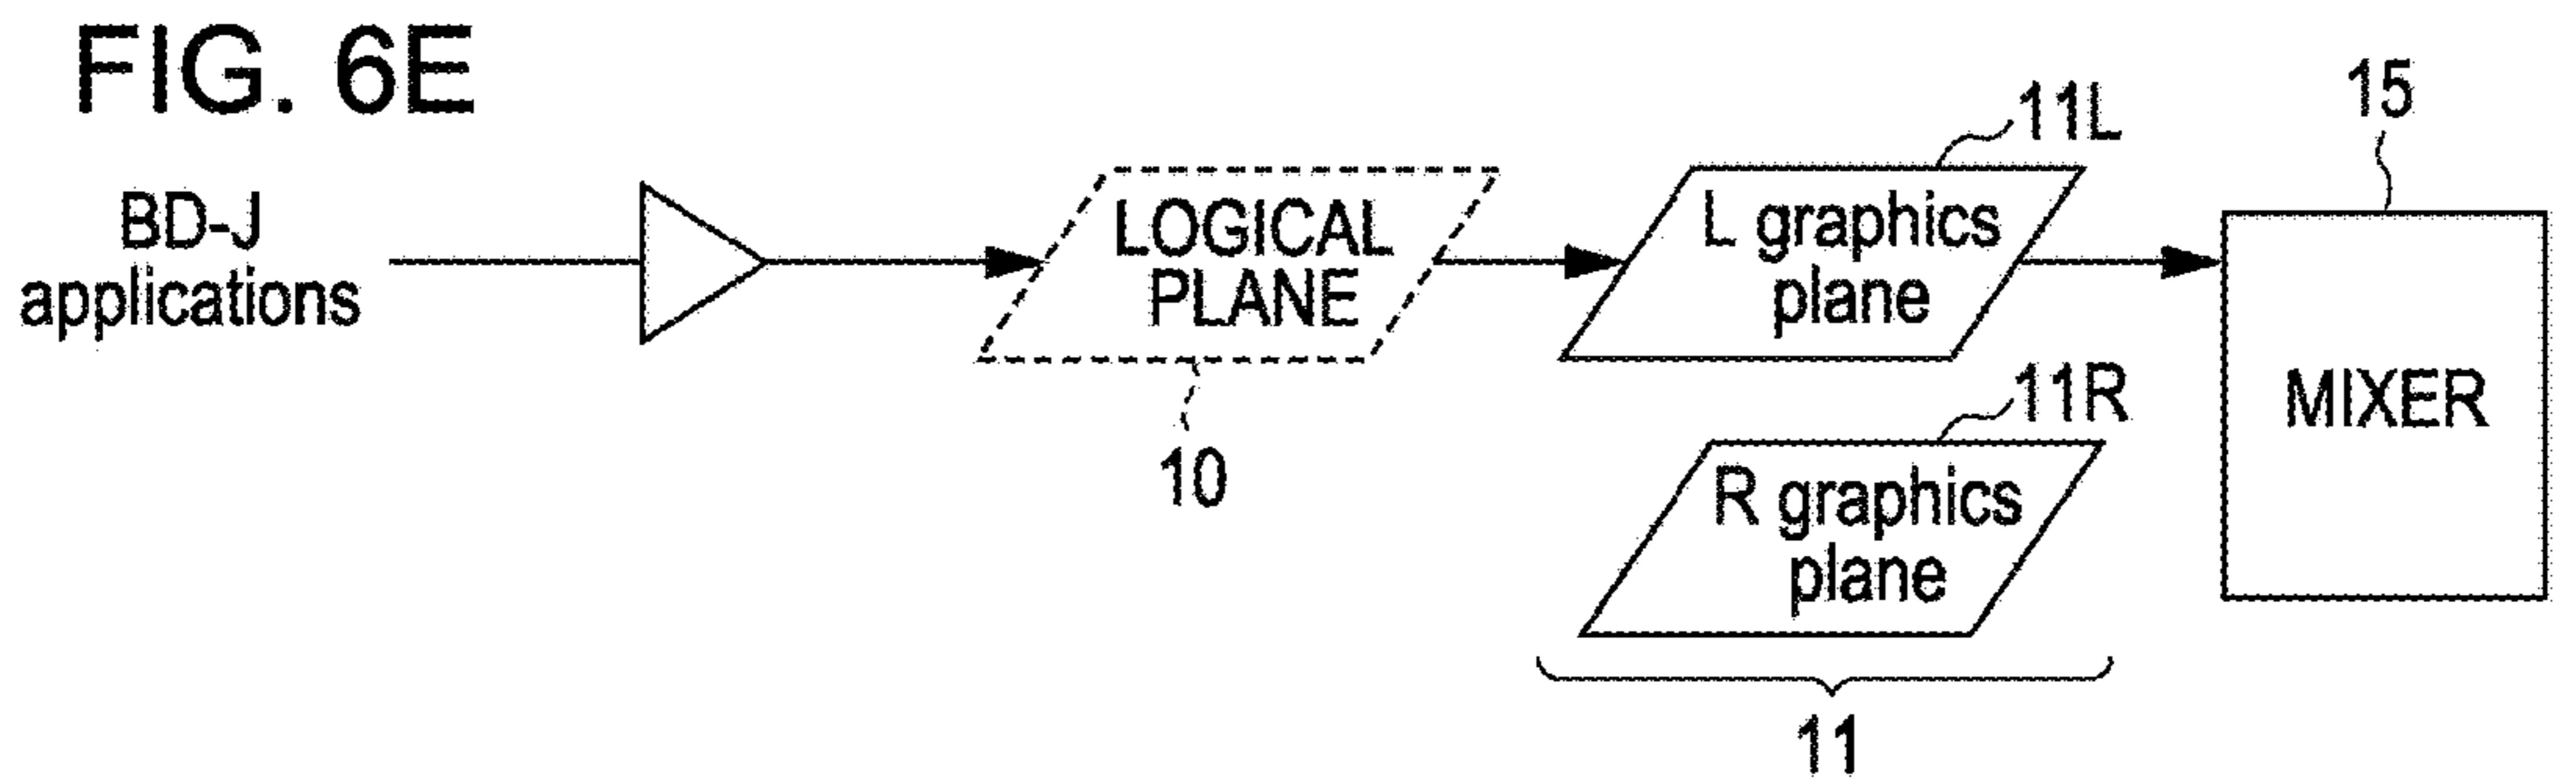 FIG. 6E
BD-J
applications
LOGICAL
PLANE
10
11L
L graphics
plane
11R
R graphics
plane
11
15
MIXER